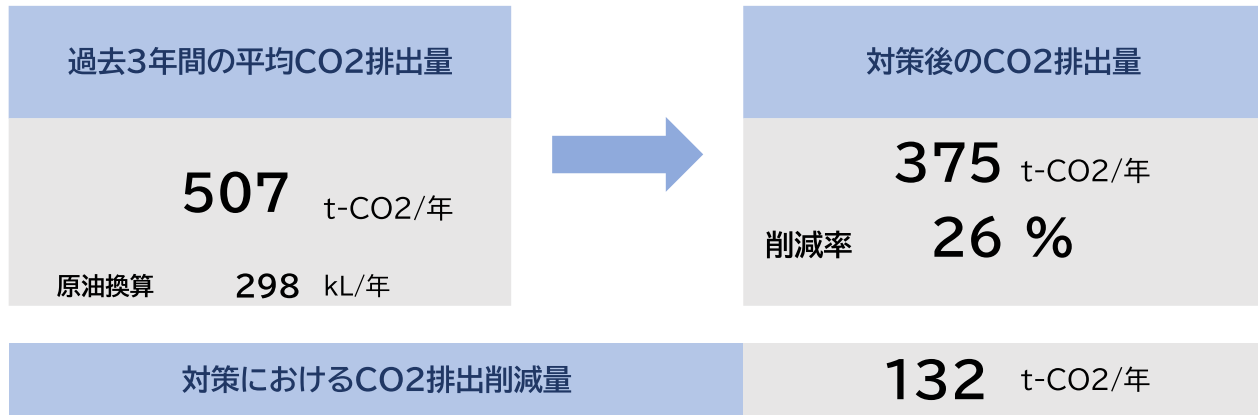 過去3年間の平均CO2排出量
507 t-CO2/年
原油換算 298 kL/年
対策後のCO2排出量
375 t-CO2/年
削減率 26 %
対策におけるCO2排出削減量 132 t-CO2/年